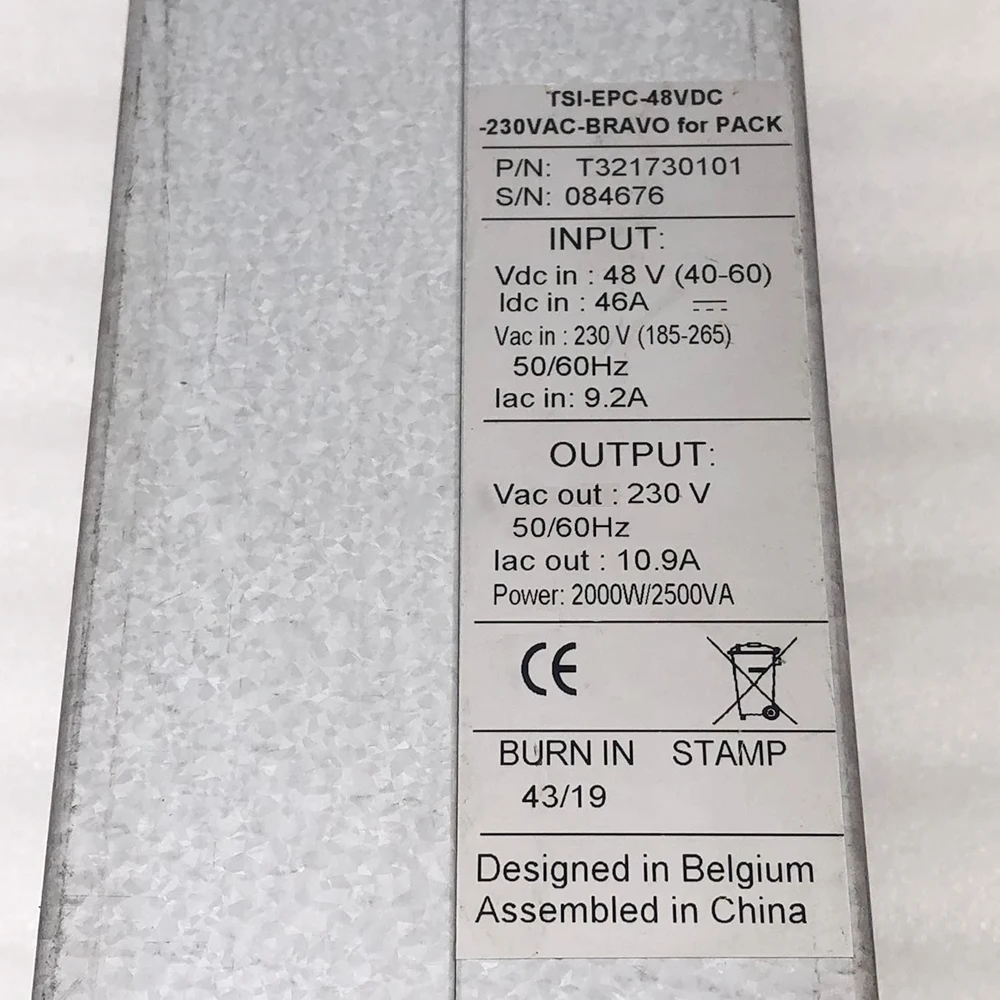 TSI-EPC-48VDC
-230VAC-BRAVO for PACK
P/N: T321730101
S/N: 084676
INPUT:
Vdc in : 48 V (40-60)
Idc in : 46A
Vac in : 230 V (185-265)
50/60Hz
Iac in: 9.2A
OUTPUT:
Vac out : 230 V
50/60Hz
Iac out : 10.9A
Power: 2000W/2500VA
CE
BURN IN STAMP
43/19
Designed in Belgium
Assembled in China